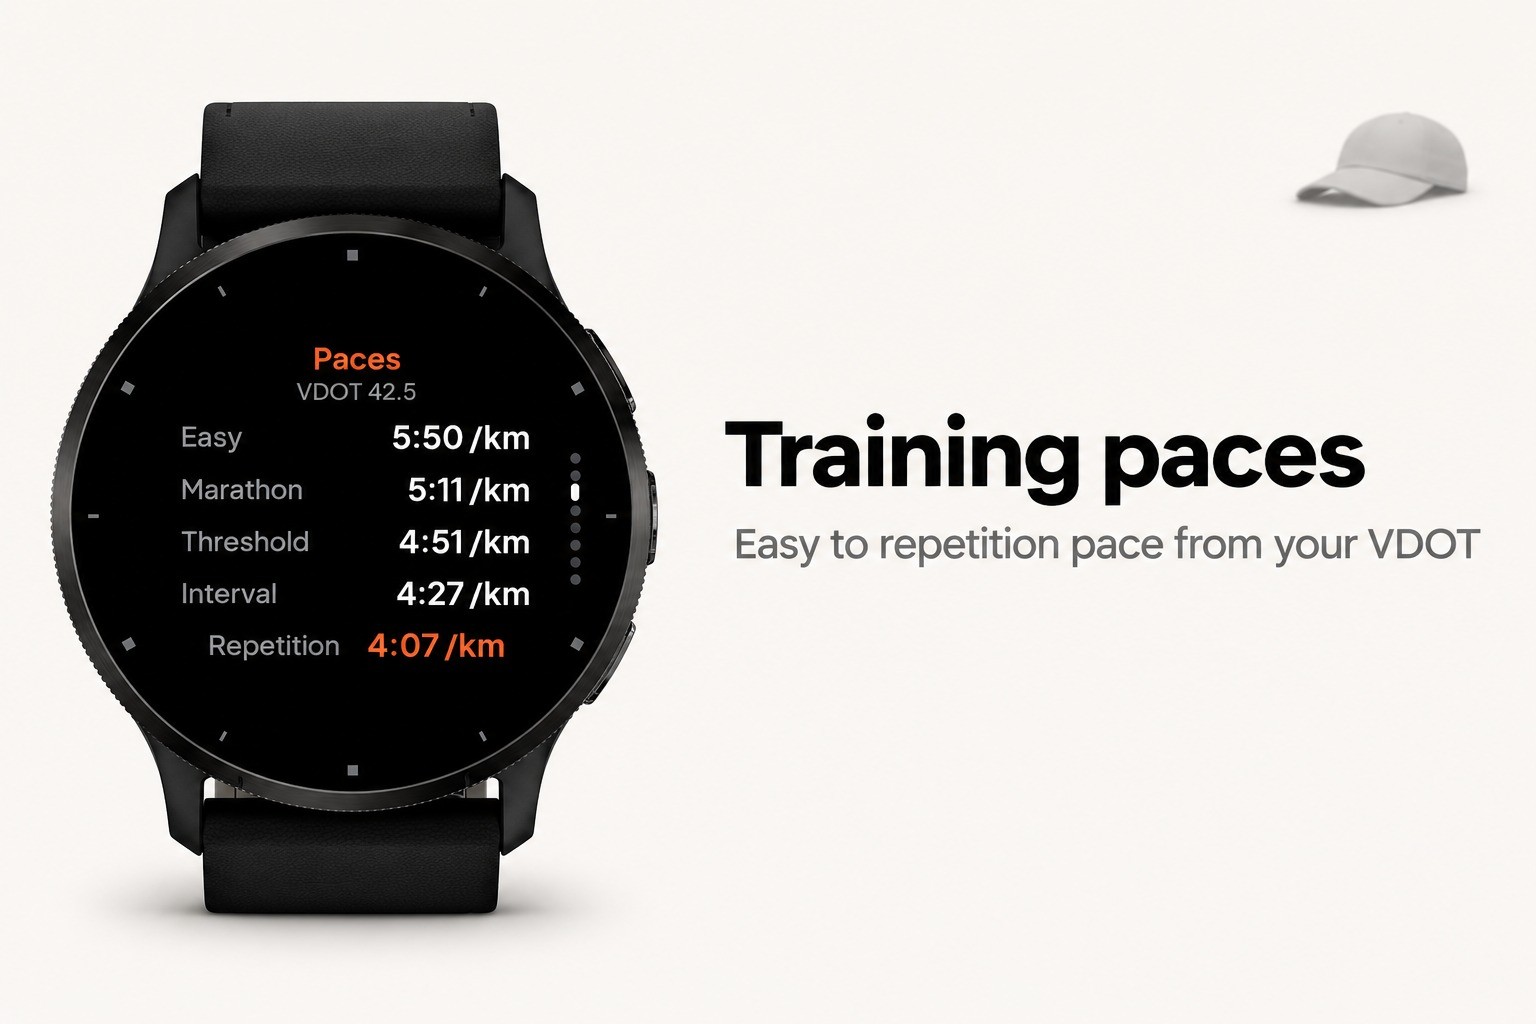 Paces
VDOT 42.5
Easy 5:50 /km
Marathon 5:11 /km
Threshold 4:51 /km
Interval 4:27 /km
Repetition 4:07 /km
Training paces
Easy to repetition pace from your VDOT